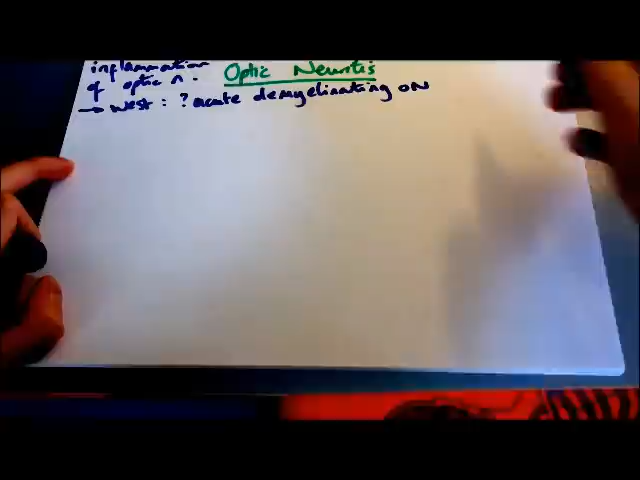 Optic Neuritis
inflammation
of optic n.
→ West: ? acute demyelinating ON